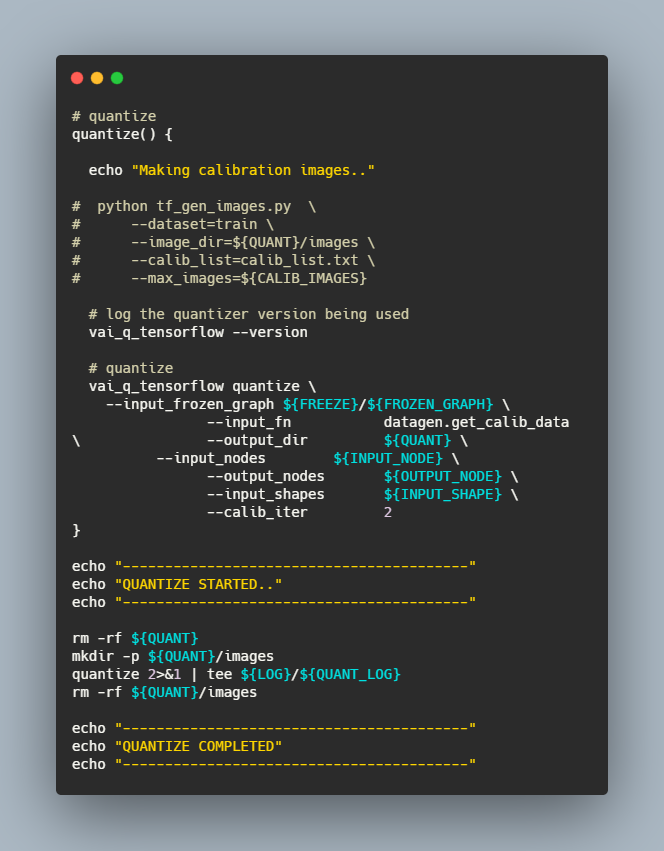 # quantize
quantize() {

  echo "Making calibration images.."

#  python tf_gen_images.py  \
#      --dataset=train \
#      --image_dir=${QUANT}/images \
#      --calib_list=calib_list.txt \
#      --max_images=${CALIB_IMAGES}

  # log the quantizer version being used
  vai_q_tensorflow --version

  # quantize
  vai_q_tensorflow quantize \
    --input_frozen_graph ${FREEZE}/${FROZEN_GRAPH} \
                --input_fn           datagen.get_calib_data
\               --output_dir         ${QUANT} \
          --input_nodes        ${INPUT_NODE} \
                --output_nodes       ${OUTPUT_NODE} \
                --input_shapes       ${INPUT_SHAPE} \
                --calib_iter         2
}

echo "-----------------------------------------"
echo "QUANTIZE STARTED.."
echo "-----------------------------------------"

rm -rf ${QUANT}
mkdir -p ${QUANT}/images
quantize 2>&1 | tee ${LOG}/${QUANT_LOG}
rm -rf ${QUANT}/images

echo "-----------------------------------------"
echo "QUANTIZE COMPLETED"
echo "-----------------------------------------"